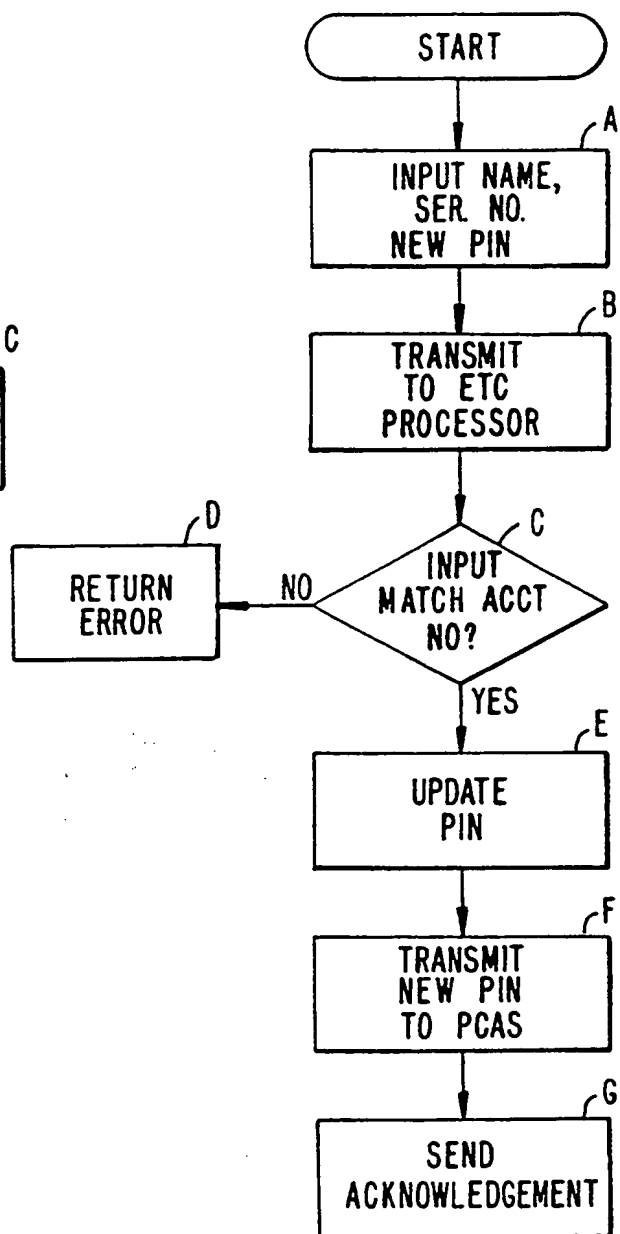 START
A
INPUT NAME,
SER. NO.
NEW PIN
B
TRANSMIT
TO ETC
PROCESSOR
C
C
INPUT
MATCH ACCT
NO?
NO
D
RETURN
ERROR
YES
E
UPDATE
PIN
F
TRANSMIT
NEW PIN
TO PCAS
G
SEND
ACKNOWLEDGEMENT